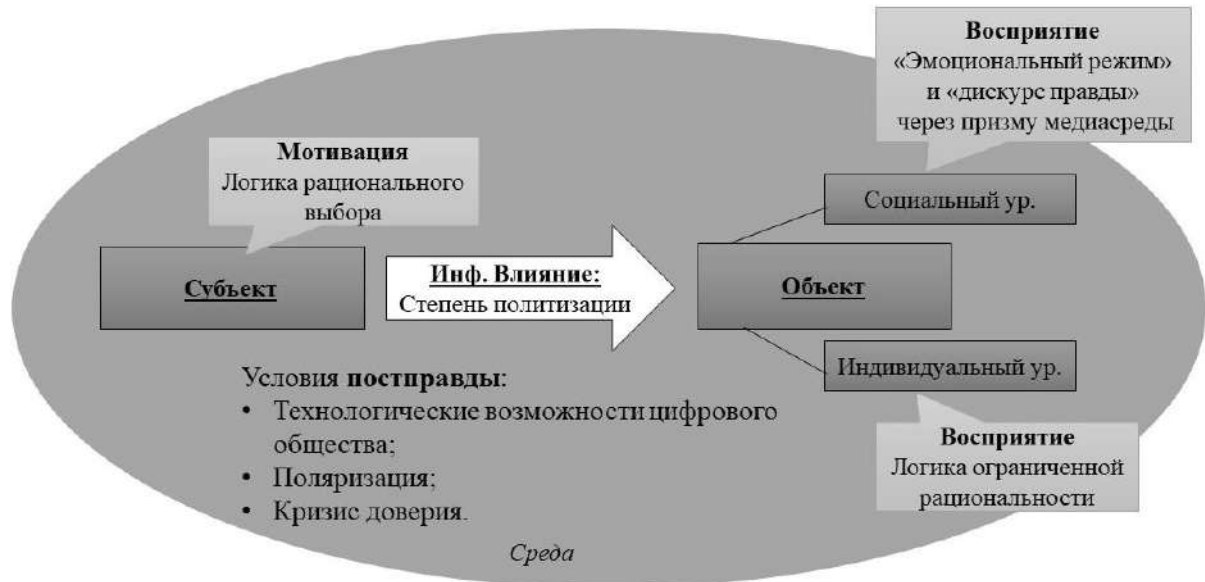 Восприятие
«Эмоциональный режим»
и «дискурс правды»
через призму медиасреды
Мотивация
Логика рационального
выбора
Социальный ур.
Субъект
Инф. Влияние:
Степень политизации
Объект
Индивидуальный ур.
Условия постправды:
• Технологические возможности цифрового
общества;
• Поляризация;
• Кризис доверия.
Восприятие
Логика ограниченной
рациональности
Среда